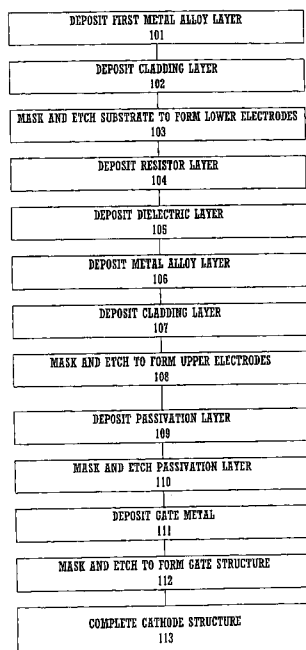 DEPOSIT FIRST METAL ALLOY LAYER
101
DEPOSIT CLADDING LAYER
102
MASK AND ETCH SUBSTRATE TO FORM LOWER ELECTRODES
103
DEPOSIT RESISTOR LAYER
104
DEPOSIT DIELECTRIC LAYER
105
DEPOSIT METAL ALLOY LAYER
106
DEPOSIT CLADDING LAYER
107
MASK AND ETCH TO FORM UPPER ELECTRODES
108
DEPOSIT PASSIVATION LAYER
109
MASK AND ETCH PASSIVATION LAYER
110
DEPOSIT GATE METAL
111
MASK AND ETCH TO FORM GATE STRUCTURE
112
COMPLETE CATHODE STRUCTURE
113